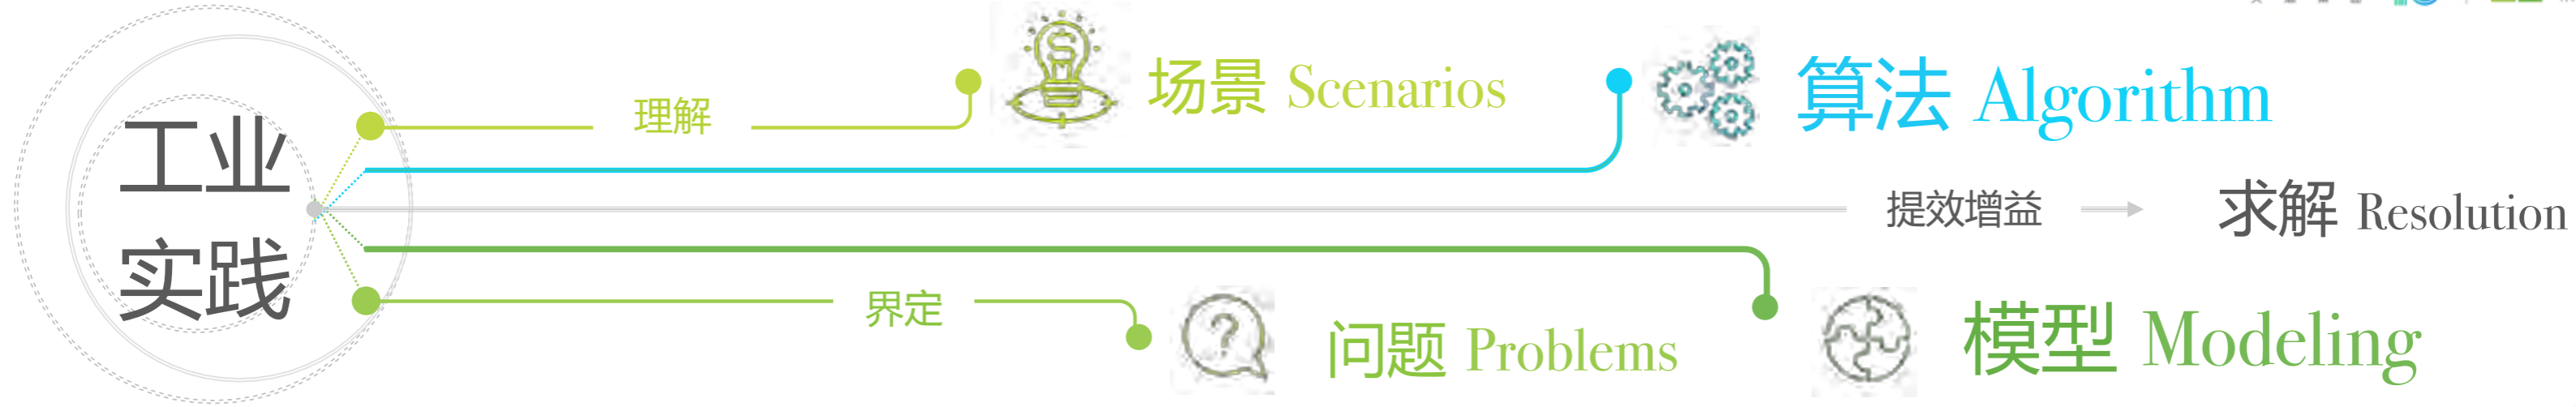 工业
实践
理解
场景 Scenarios
算法 Algorithm
提效增益
求解 Resolution
界定
问题 Problems
模型 Modeling